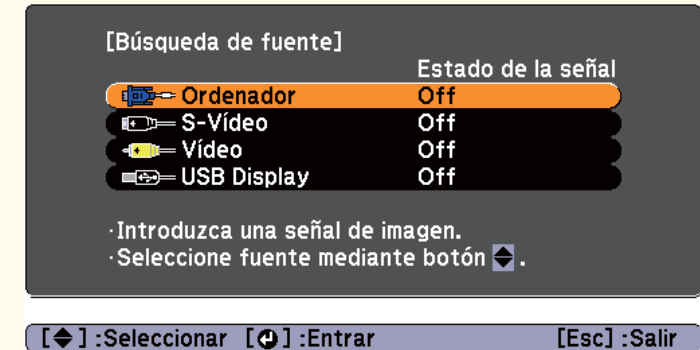 [Búsqueda de fuente]
Estado de la señal
Ordenador Off
S-Vídeo Off
Vídeo Off
USB Display Off
·Introduzca una señal de imagen.
·Seleccione fuente mediante botón ◆.
[◆] :Seleccionar [↵] :Entrar [Esc] :Salir